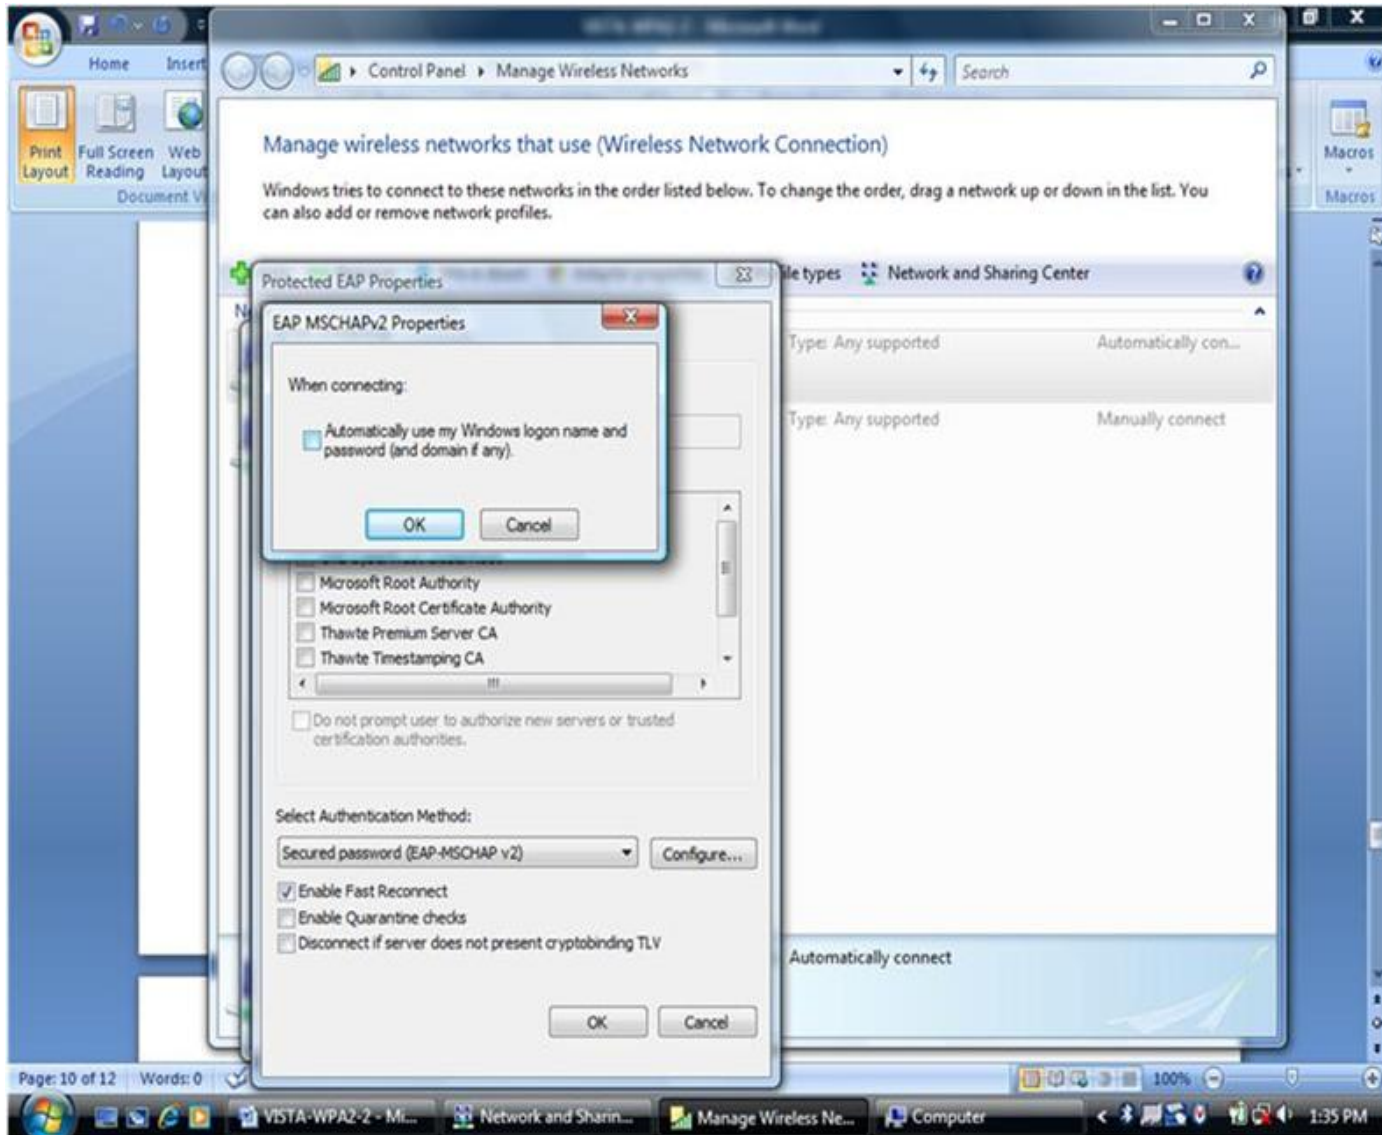 VISTA-WPA2-2 - Microsoft Word
Home Insert
Control Panel Manage Wireless Networks
Search
Print Layout
Full Screen Reading
Web Layout
Macros
Document Vi
Macros
Manage wireless networks that use (Wireless Network Connection)
Windows tries to connect to these networks in the order listed below. To change the order, drag a network up or down in the list. You
can also add or remove network profiles.
Protected EAP Properties
ile types Network and Sharing Center
EAP MSCHAPv2 Properties
Type: Any supported Automatically con...
When connecting:
Automatically use my Windows logon name and
password (and domain if any).
Type: Any supported Manually connect
OK Cancel
Microsoft Root Authority
Microsoft Root Certificate Authority
Thawte Premium Server CA
Thawte Timestamping CA
Do not prompt user to authorize new servers or trusted
certification authorities.
Select Authentication Method:
Secured password (EAP-MSCHAP v2) Configure...
Enable Fast Reconnect
Enable Quarantine checks
Disconnect if server does not present cryptobinding TLV
Automatically connect
OK Cancel
Page: 10 of 12 Words: 0 100%
VISTA-WPA2-2 - Mi... Network and Sharin... Manage Wireless Ne... Computer 1:35 PM